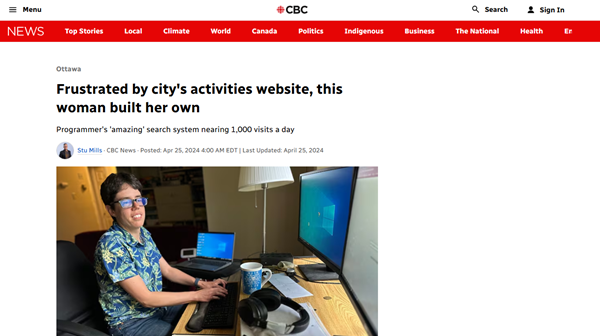 Menu
CBC
Search
Sign In
NEWS
Top Stories
Local
Climate
World
Canada
Politics
Indigenous
Business
The National
Health
Ottawa
Frustrated by city's activities website, this
woman built her own
Programmer's 'amazing' search system nearing 1,000 visits a day
Stu Mills · CBC News · Posted: Apr 25, 2024 4:00 AM EDT | Last Updated: April 25, 2024